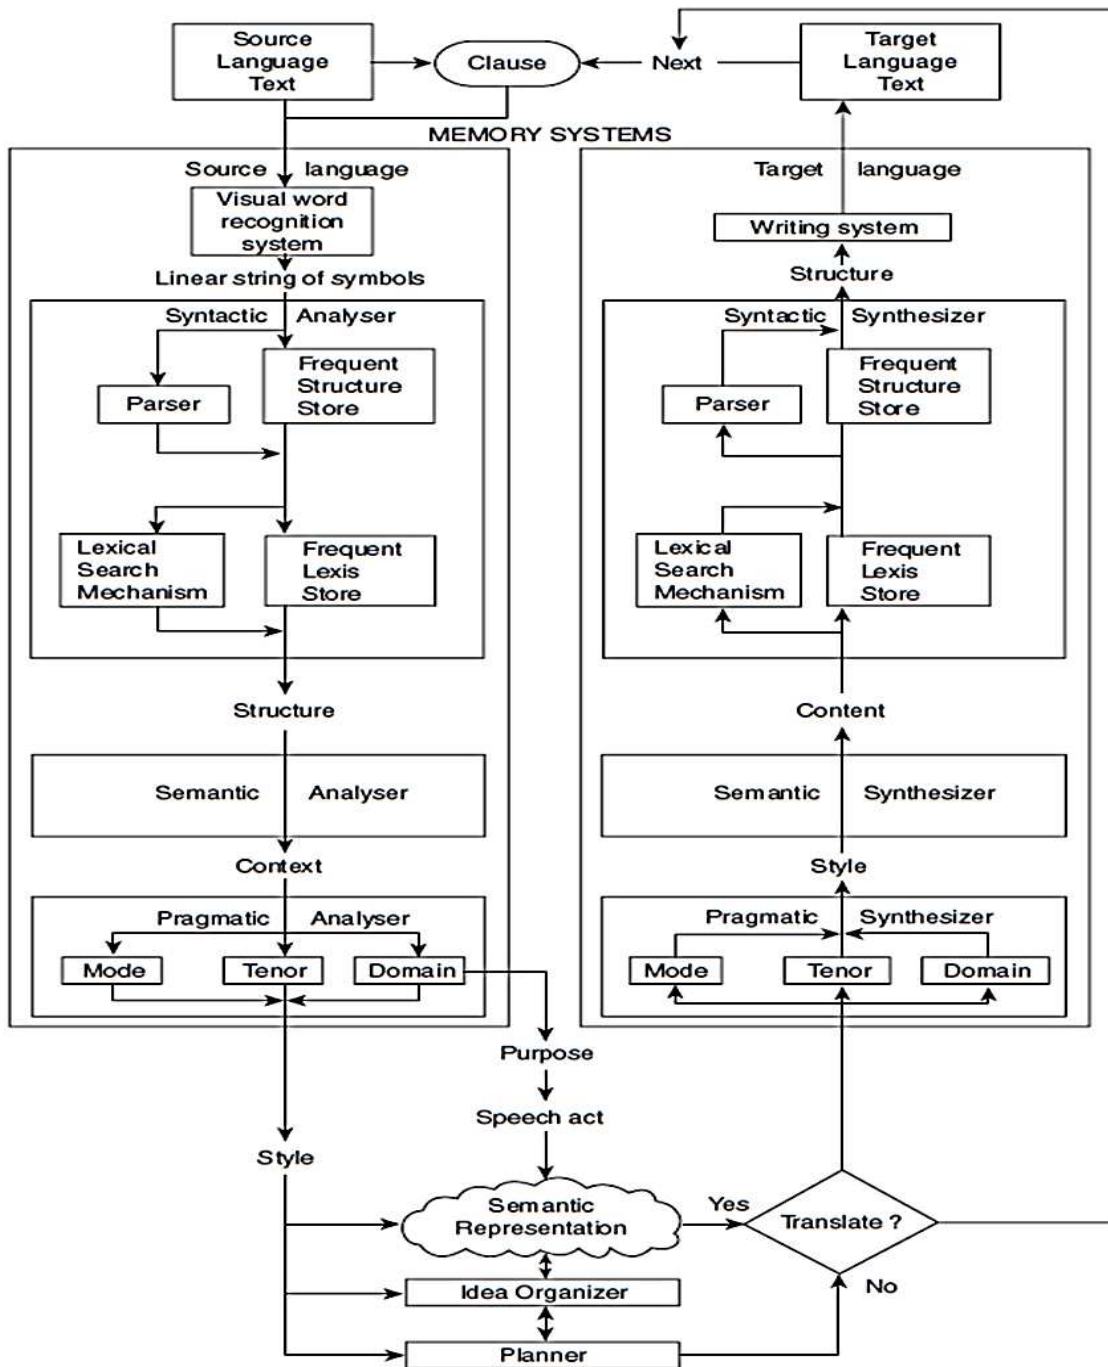 Source
Language
Text
Clause
Next
Target
Language
Text
MEMORY SYSTEMS
Source language
Visual word
recognition
system
Linear string of symbols
Syntactic Analyser
Parser
Frequent
Structure
Store
Lexical
Search
Mechanism
Frequent
Lexis
Store
Structure
Semantic Analyser
Context
Pragmatic Analyser
Mode
Tenor
Domain
Purpose
Speech act
Style
Semantic
Representation
Idea Organizer
Planner
Target language
Writing system
Structure
Syntactic Synthesizer
Parser
Frequent
Structure
Store
Lexical
Search
Mechanism
Frequent
Lexis
Store
Content
Semantic Synthesizer
Style
Pragmatic Synthesizer
Mode
Tenor
Domain
Yes
Translate ?
No